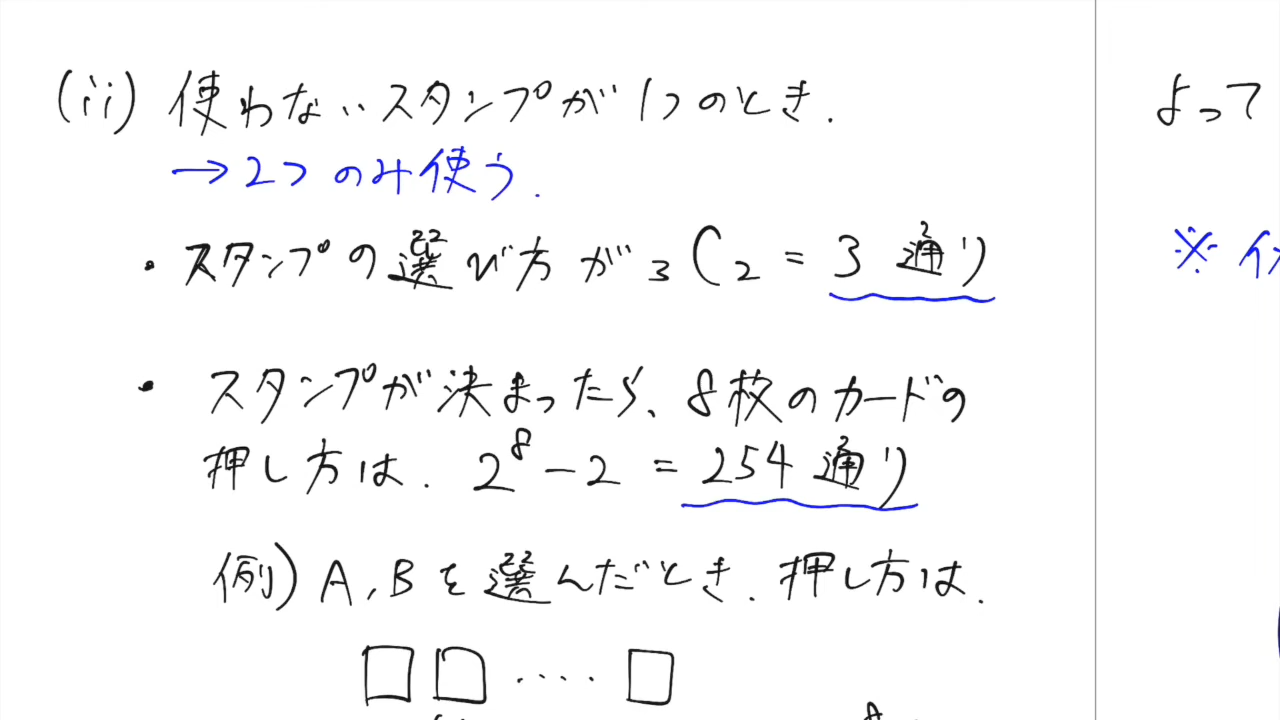 (ii) 使わないスタンプが1つのとき.
→2つのみ使う.
・スタンプの選び方が ₃C₂ = 3通り
・スタンプが決まったら、8枚のカードの
押し方は. 2⁸-2 = 254通り
例) A,Bを選んだとき. 押し方は.
□ □ ‥‥ □
A
よって
※